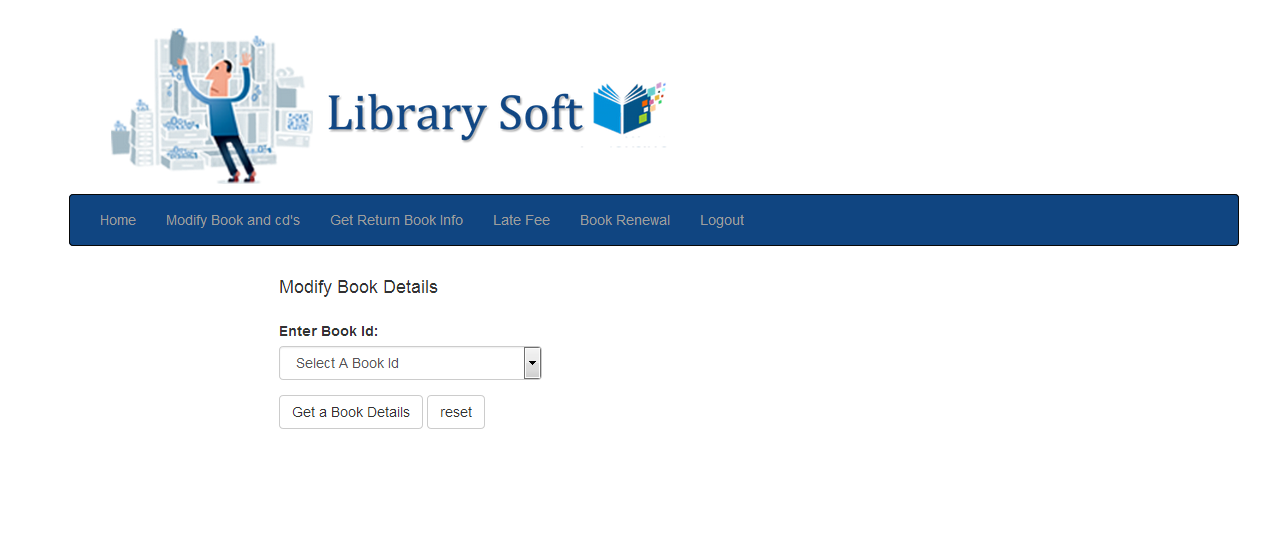 Library Soft
Home Modify Book and cd's Get Return Book Info Late Fee Book Renewal Logout
Modify Book Details
Enter Book Id:
Select A Book Id
Get a Book Details reset